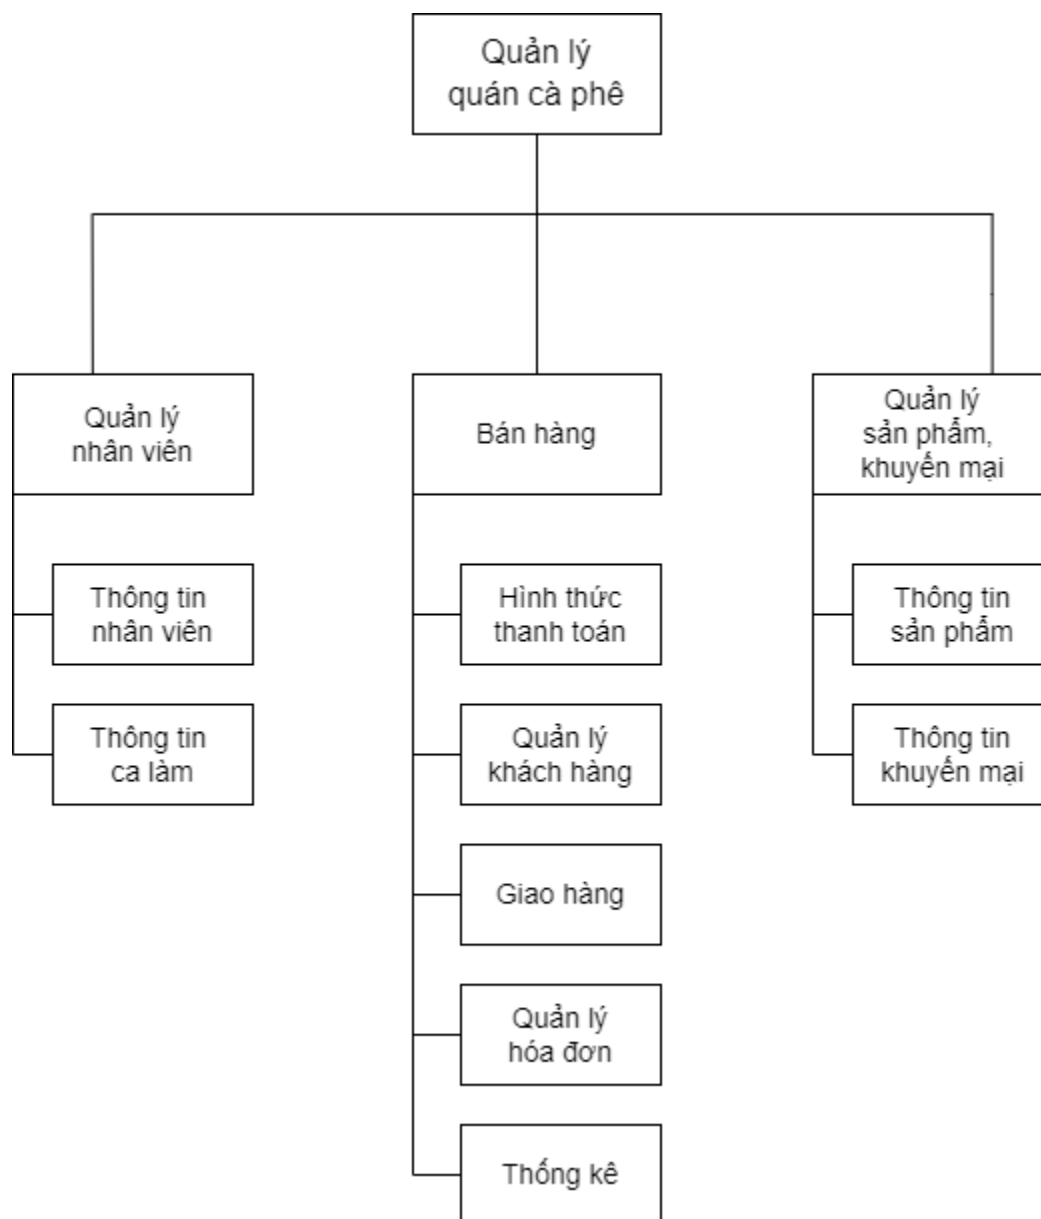 Quản lý
quán cà phê
Quản lý
nhân viên
Bán hàng
Quản lý
sản phẩm,
khuyến mại
Thông tin
nhân viên
Hình thức
thanh toán
Thông tin
sản phẩm
Thông tin
ca làm
Quản lý
khách hàng
Thông tin
khuyến mại
Giao hàng
Quản lý
hóa đơn
Thống kê